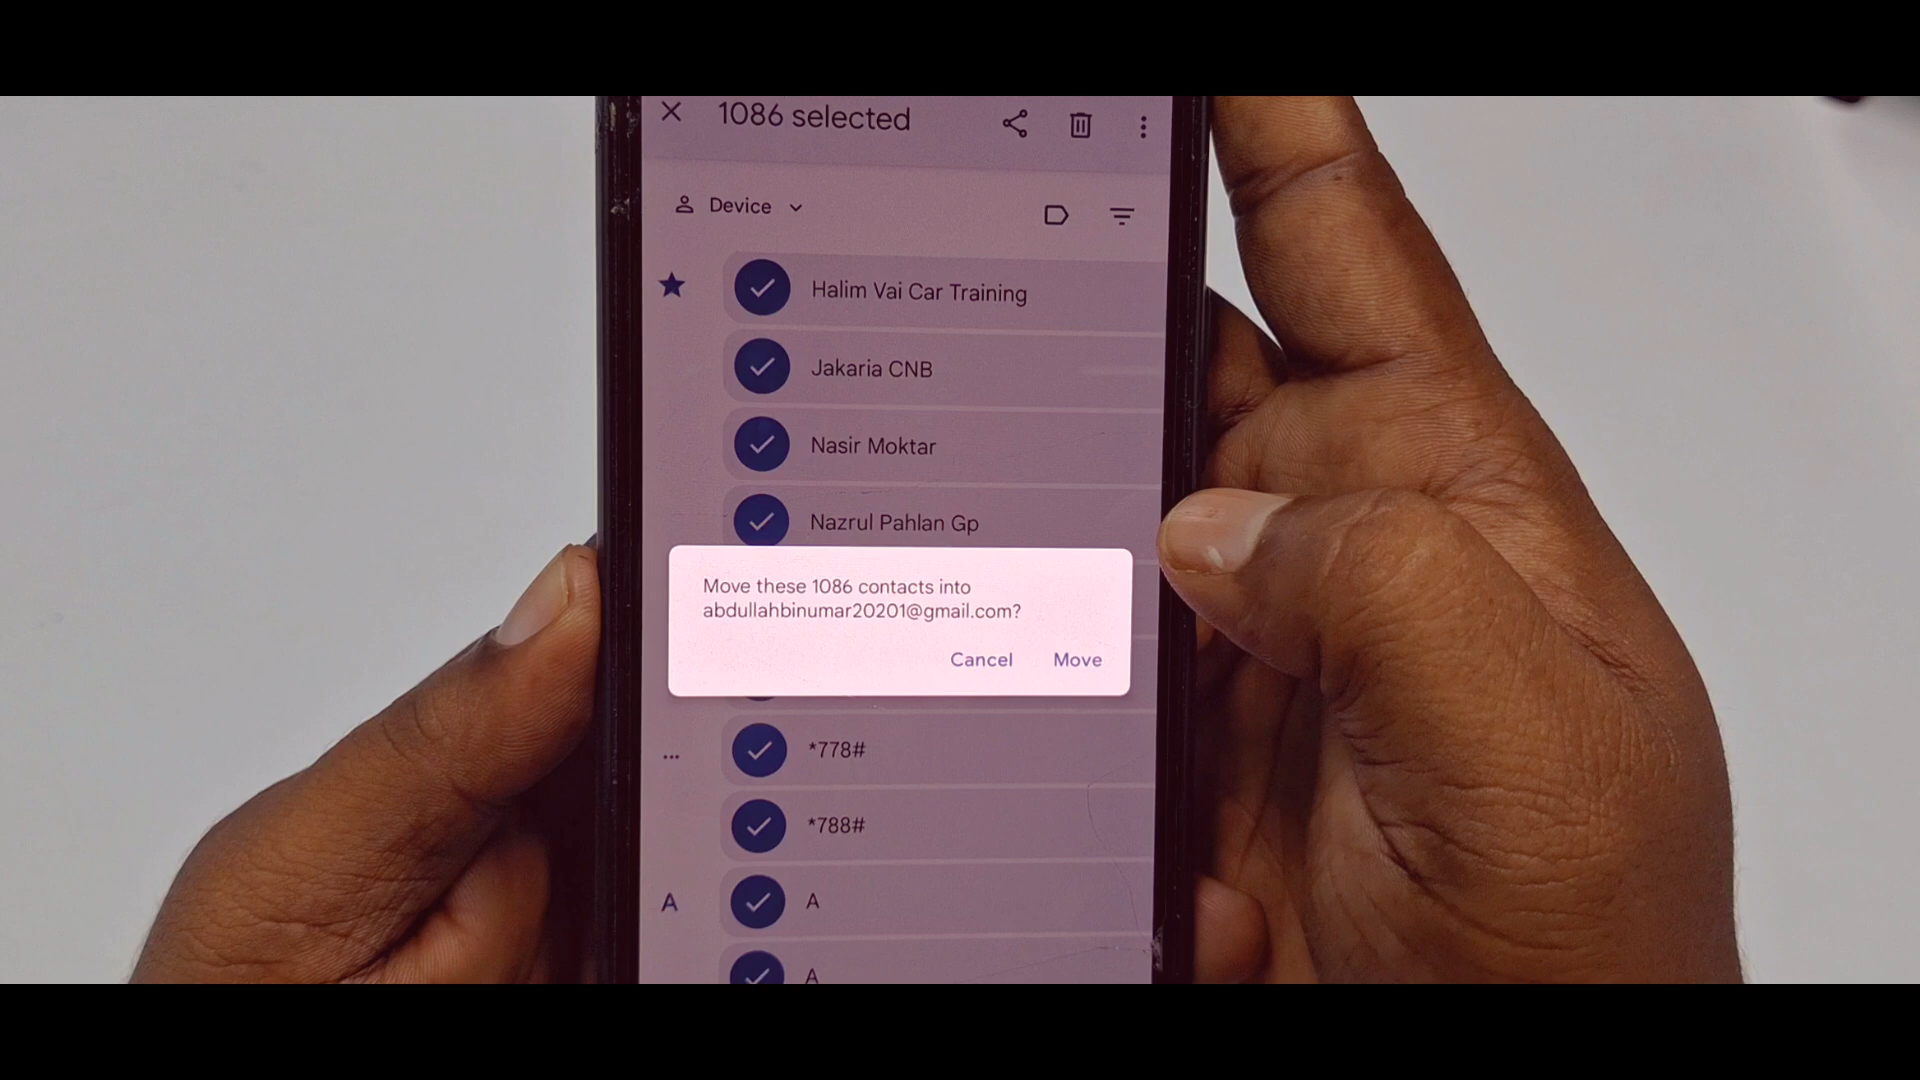 1086 selected
Device
Halim Vai Car Training
Jakaria CNB
Nasir Moktar
Nazrul Pahlan Gp
Move these 1086 contacts into
abdullahbinumar20201@gmail.com?
Cancel Move
... *778#
*788#
A A
A